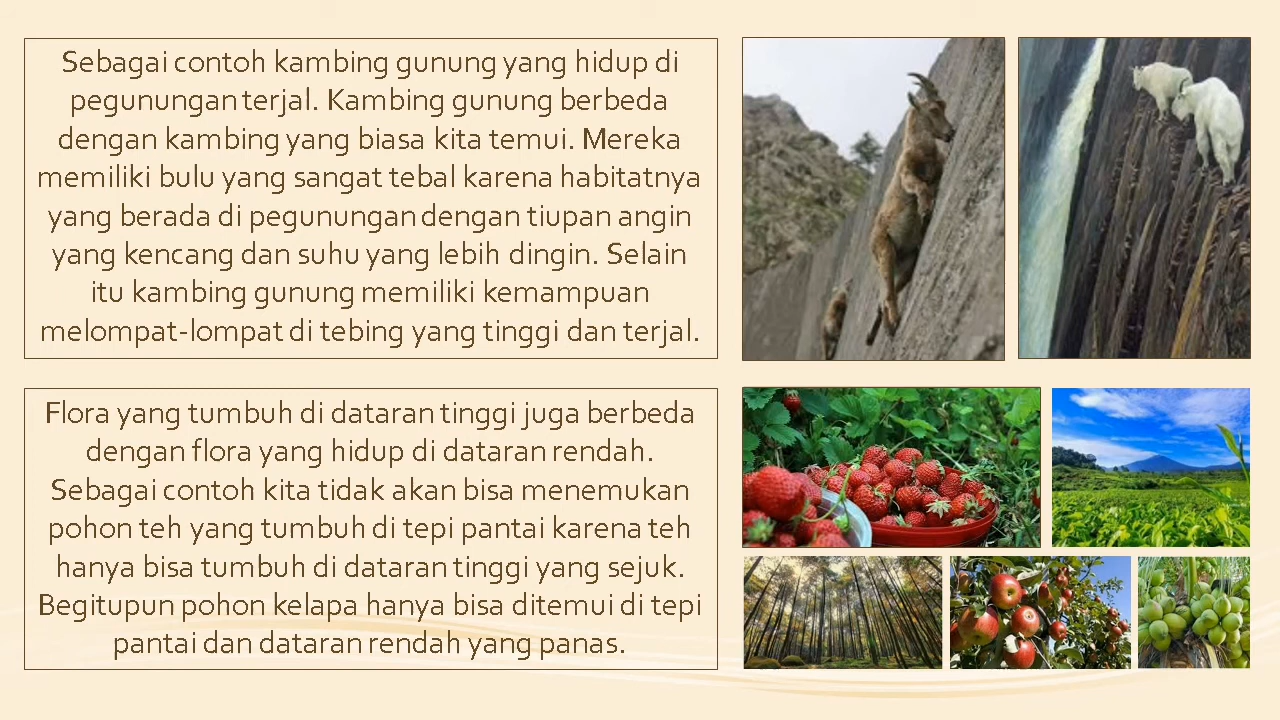 Sebagai contoh kambing gunung yang hidup di
pegunungan terjal. Kambing gunung berbeda
dengan kambing yang biasa kita temui. Mereka
memiliki bulu yang sangat tebal karena habitatnya
yang berada di pegunungan dengan tiupan angin
yang kencang dan suhu yang lebih dingin. Selain
itu kambing gunung memiliki kemampuan
melompat-lompat di tebing yang tinggi dan terjal.
Flora yang tumbuh di dataran tinggi juga berbeda
dengan flora yang hidup di dataran rendah.
Sebagai contoh kita tidak akan bisa menemukan
pohon teh yang tumbuh di tepi pantai karena teh
hanya bisa tumbuh di dataran tinggi yang sejuk.
Begitupun pohon kelapa hanya bisa ditemui di tepi
pantai dan dataran rendah yang panas.